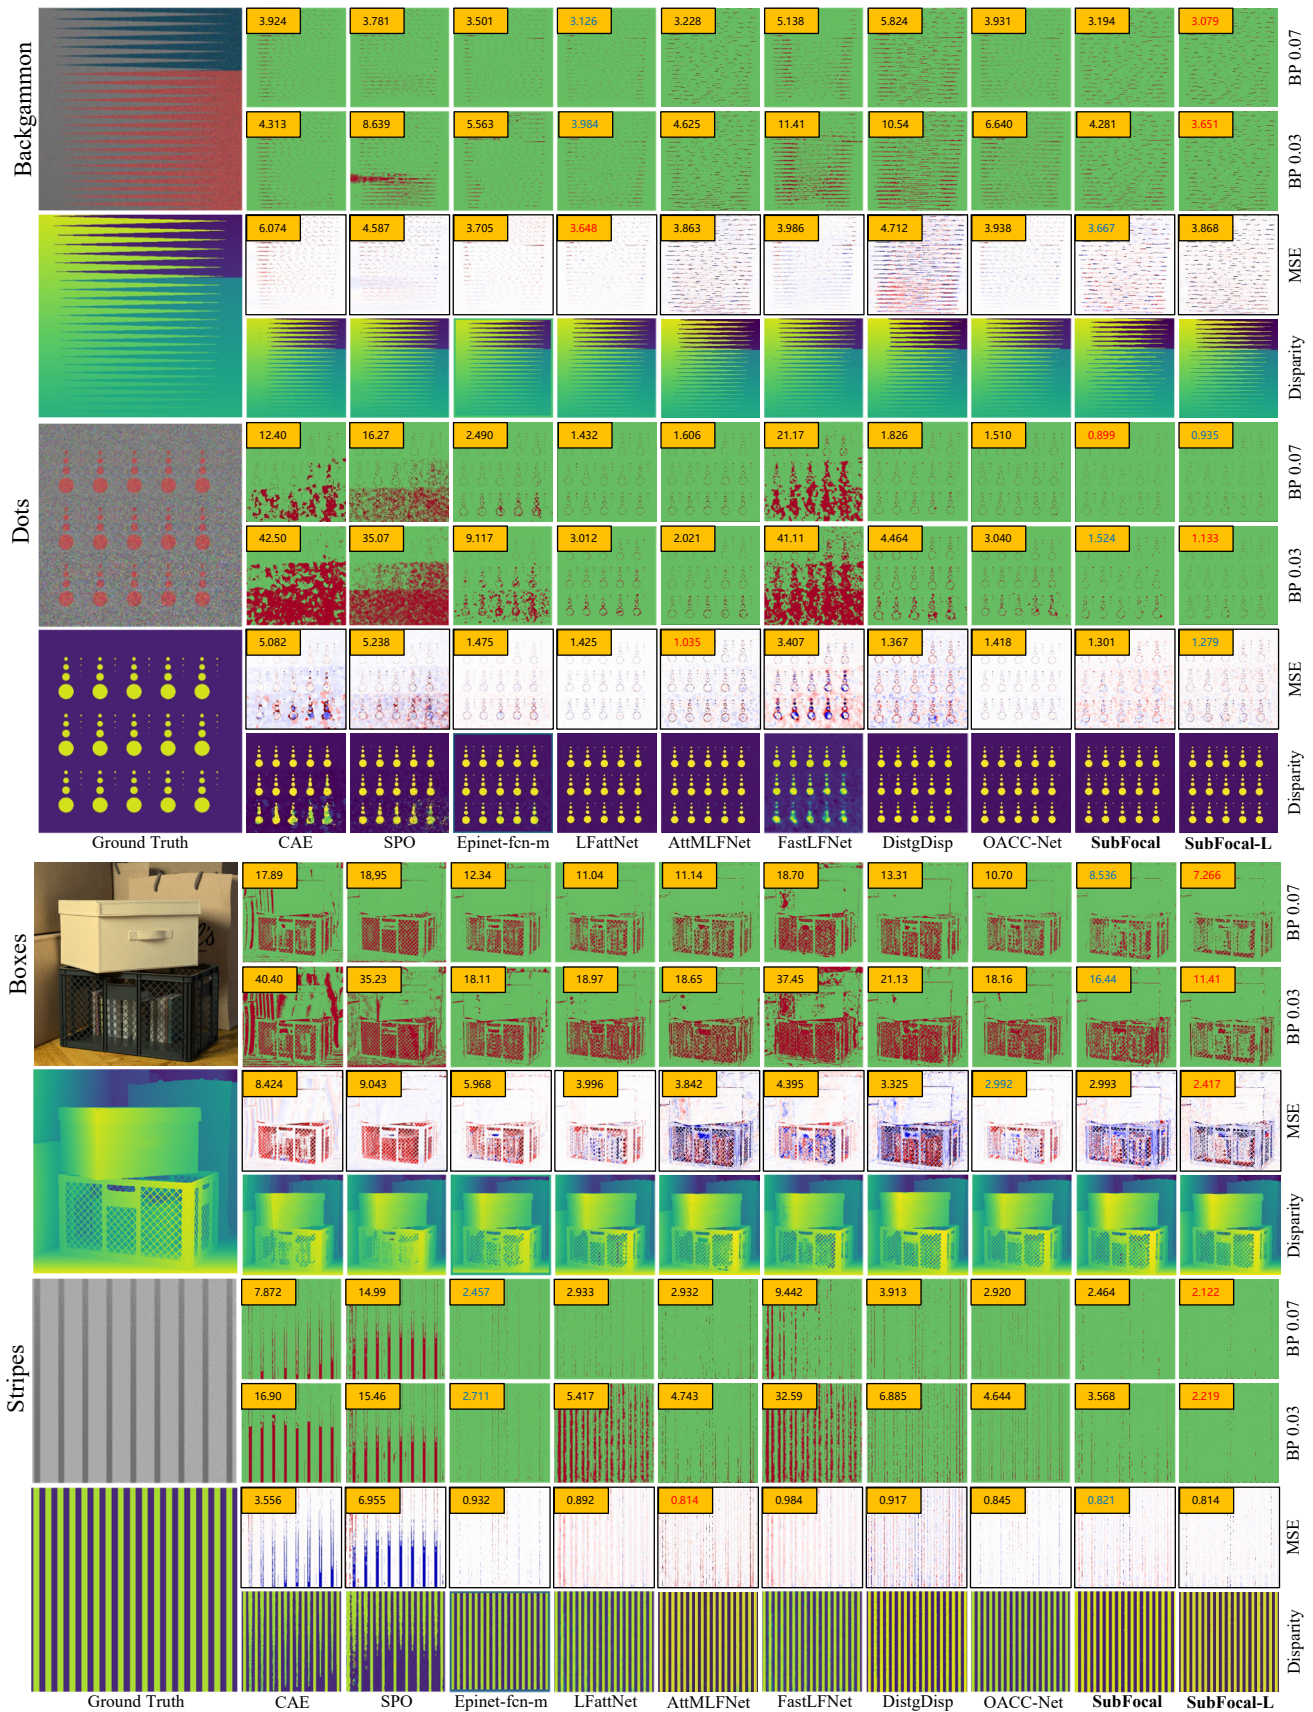 Backgammon
3.924 3.781 3.501 3.126 3.228 5.138 5.824 3.931 3.194 3.079 BP 0.07
4.313 8.639 5.563 3.984 4.625 11.41 10.54 6.640 4.281 3.651 BP 0.03
6.074 4.587 3.705 3.648 3.863 3.986 4.712 3.938 3.667 3.868 MSE
Disparity
Dots
12.40 16.27 2.490 1.432 1.606 21.17 1.826 1.510 0.899 0.935 BP 0.07
42.50 35.07 9.117 3.012 2.021 41.11 4.464 3.040 1.524 1.133 BP 0.03
5.082 5.238 1.475 1.425 1.035 3.407 1.367 1.418 1.301 1.279 MSE
Disparity
Ground Truth CAE SPO Epinet-fcn-m LFattNet AttMLFNet FastLFNet DistgDisp OACC-Net SubFocal SubFocal-L
Boxes
17.89 18,95 12.34 11.04 11.14 18.70 13.31 10.70 8.536 7.266 BP 0.07
40.40 35.23 18.11 18.97 18.65 37.45 21.13 18.16 16.44 11.41 BP 0.03
8.424 9.043 5.968 3.996 3.842 4.395 3.325 2.992 2.993 2.417 MSE
Disparity
Stripes
7.872 14.99 2.457 2.933 2.932 9.442 3.913 2.920 2.464 2.122 BP 0.07
16.90 15.46 2.711 5.417 4.743 32.59 6.885 4.644 3.568 2.219 BP 0.03
3.556 6.955 0.932 0.892 0.814 0.984 0.917 0.845 0.821 0.814 MSE
Disparity
Ground Truth CAE SPO Epinet-fcn-m LFattNet AttMLFNet FastLFNet DistgDisp OACC-Net SubFocal SubFocal-L